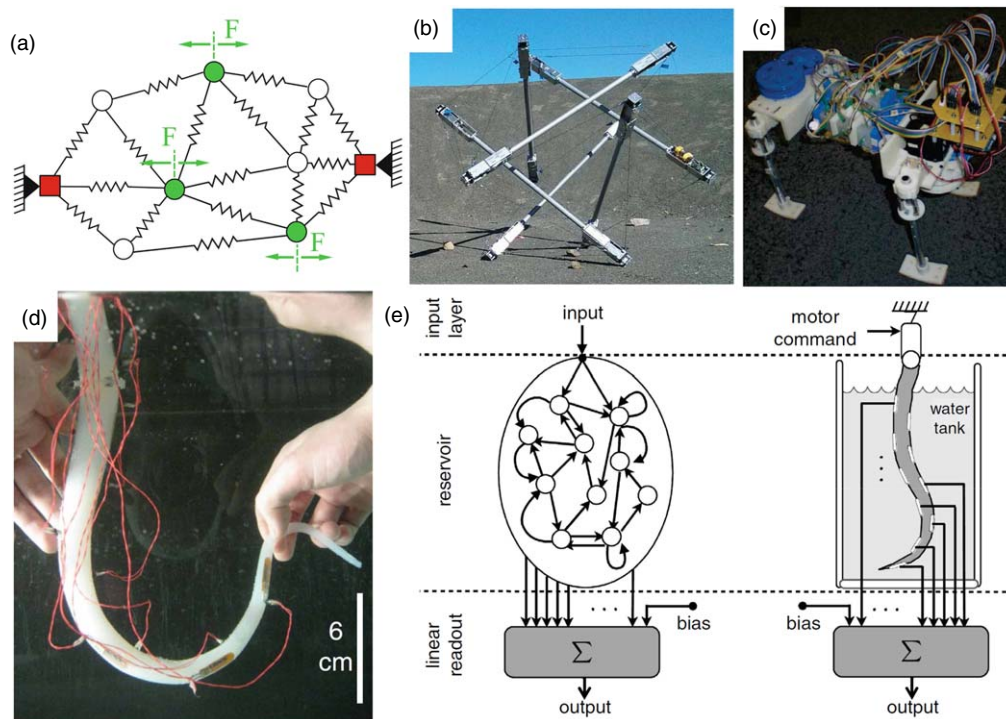 (a)
F
F
F
(b)
(c)
(d)
6
cm
(e)
input
layer
input
motor
command
reservoir
water
tank
. . .
linear
readout
. . .
bias
Σ
output
bias
. . .
Σ
output